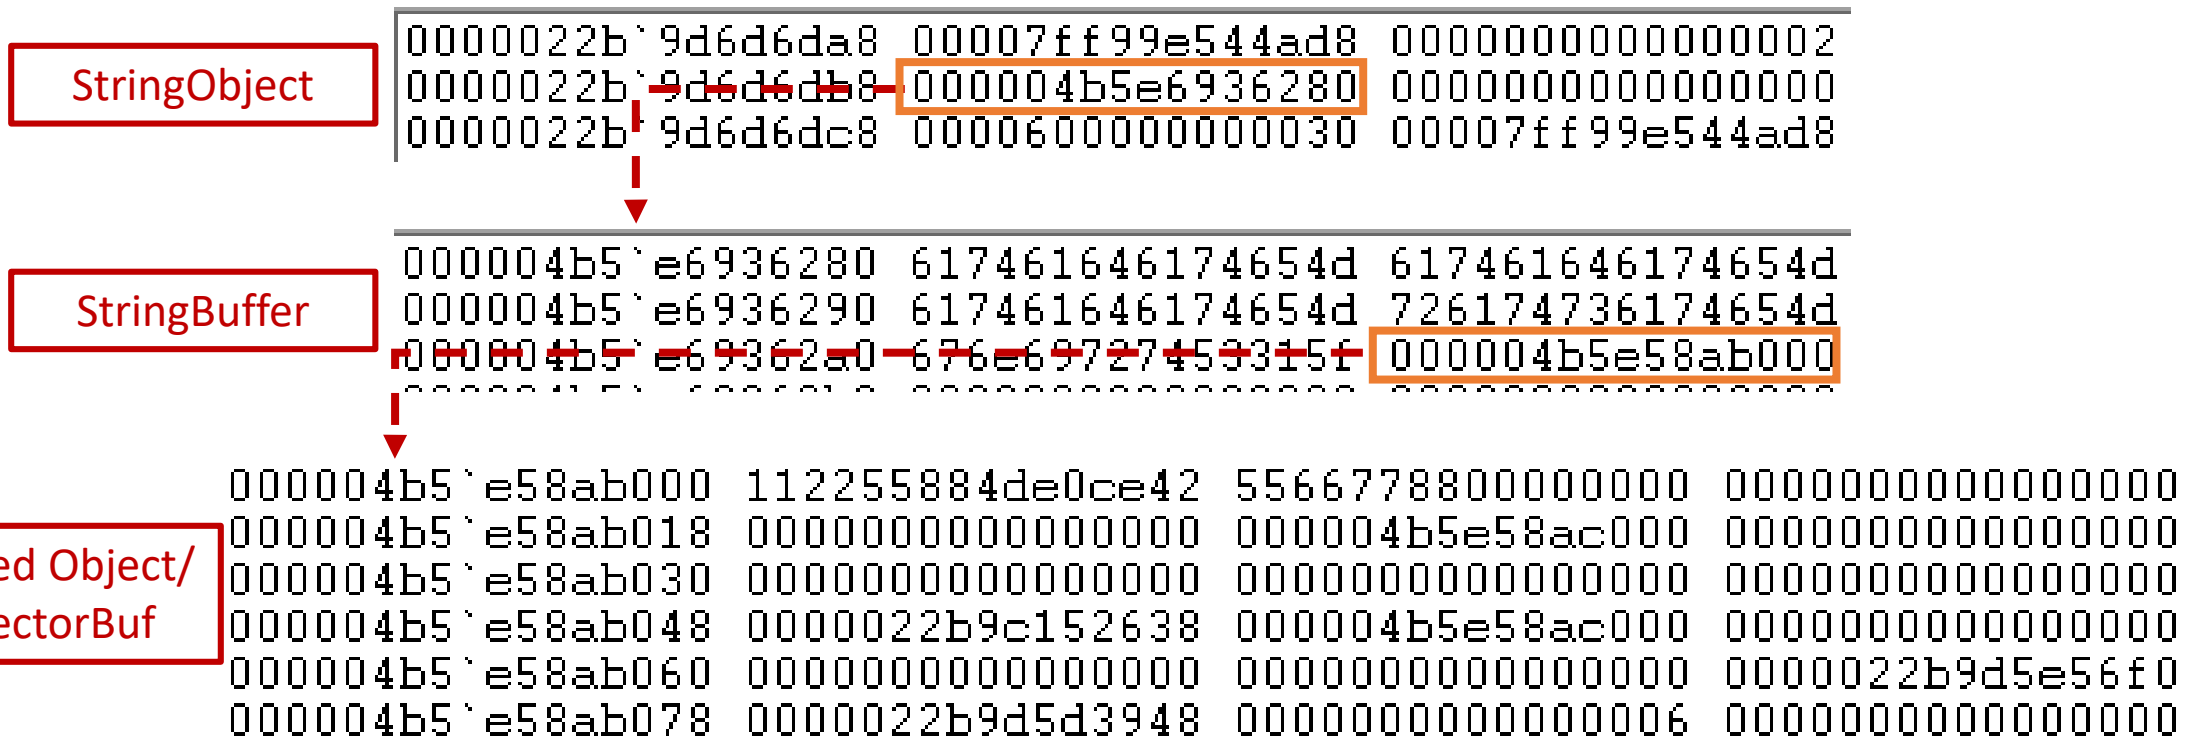 StringObject
0000022b`9d6d6da8 00007ff99e544ad8 0000000000000002
0000022b`9d6d6db8 000004b5e6936280 0000000000000000
0000022b`9d6d6dc8 0000600000000030 00007ff99e544ad8
StringBuffer
000004b5`e6936280 617461646174654d 617461646174654d
000004b5`e6936290 617461646174654d 726174736174654d
000004b5`e69362a0 676e69727453315f 000004b5e58ab000
ed Object/
ectorBuf
000004b5`e58ab000 112255884de0ce42 5566778800000000 0000000000000000
000004b5`e58ab018 0000000000000000 000004b5e58ac000 0000000000000000
000004b5`e58ab030 0000000000000000 0000000000000000 0000000000000000
000004b5`e58ab048 0000022b9c152638 000004b5e58ac000 0000000000000000
000004b5`e58ab060 0000000000000000 0000000000000000 0000022b9d5e56f0
000004b5`e58ab078 0000022b9d5d3948 0000000000000006 0000000000000000